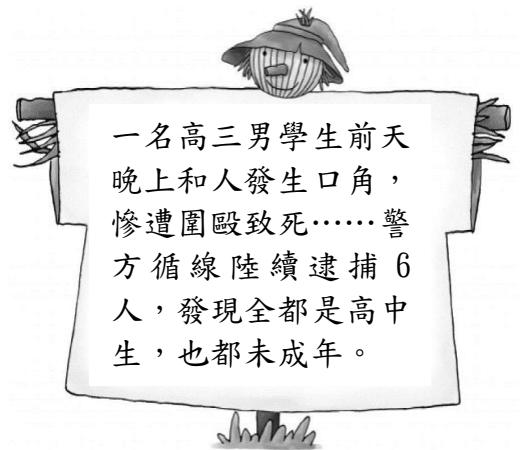 一名高三男學生前天
晚上和人發生口角，
慘遭圍毆致死……警
方循線陸續逮捕 6
人，發現全都是高中
生，也都未成年。